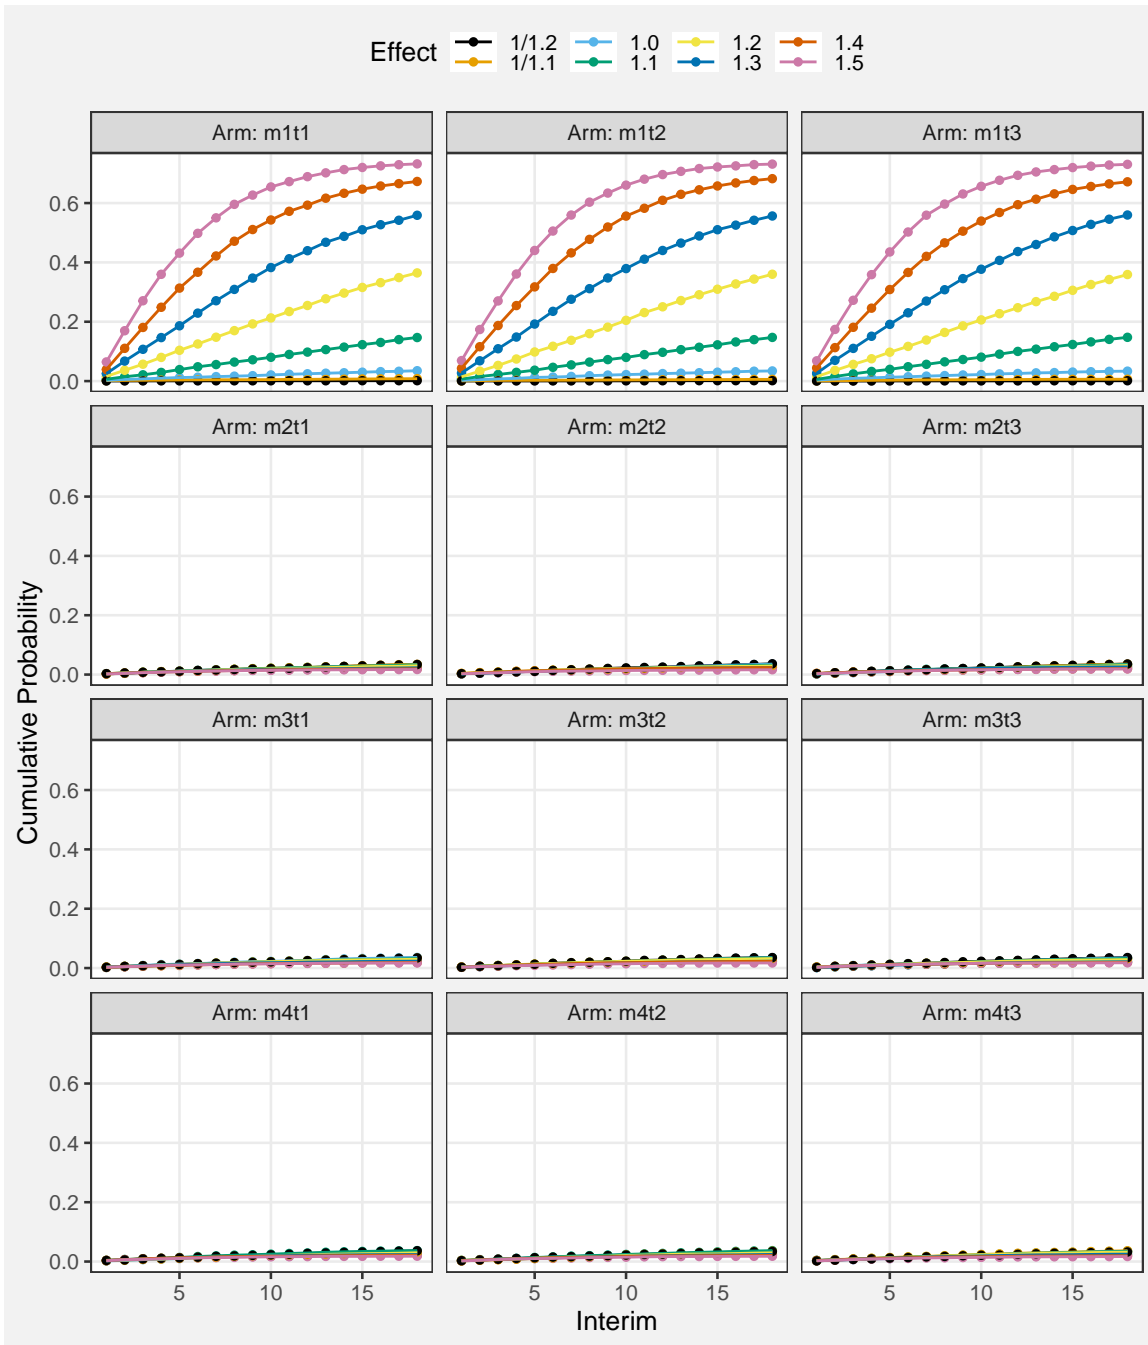 Effect 1/1.2 1.0 1.2 1.4
1/1.1 1.1 1.3 1.5
Arm: m1t1 Arm: m1t2 Arm: m1t3
0.6
0.4
0.2
0.0
Arm: m2t1 Arm: m2t2 Arm: m2t3
0.6
0.4
0.2
0.0
Arm: m3t1 Arm: m3t2 Arm: m3t3
0.6
0.4
0.2
0.0
Arm: m4t1 Arm: m4t2 Arm: m4t3
0.6
0.4
0.2
0.0
5 10 15 5 10 15 5 10 15
Interim
Cumulative Probability